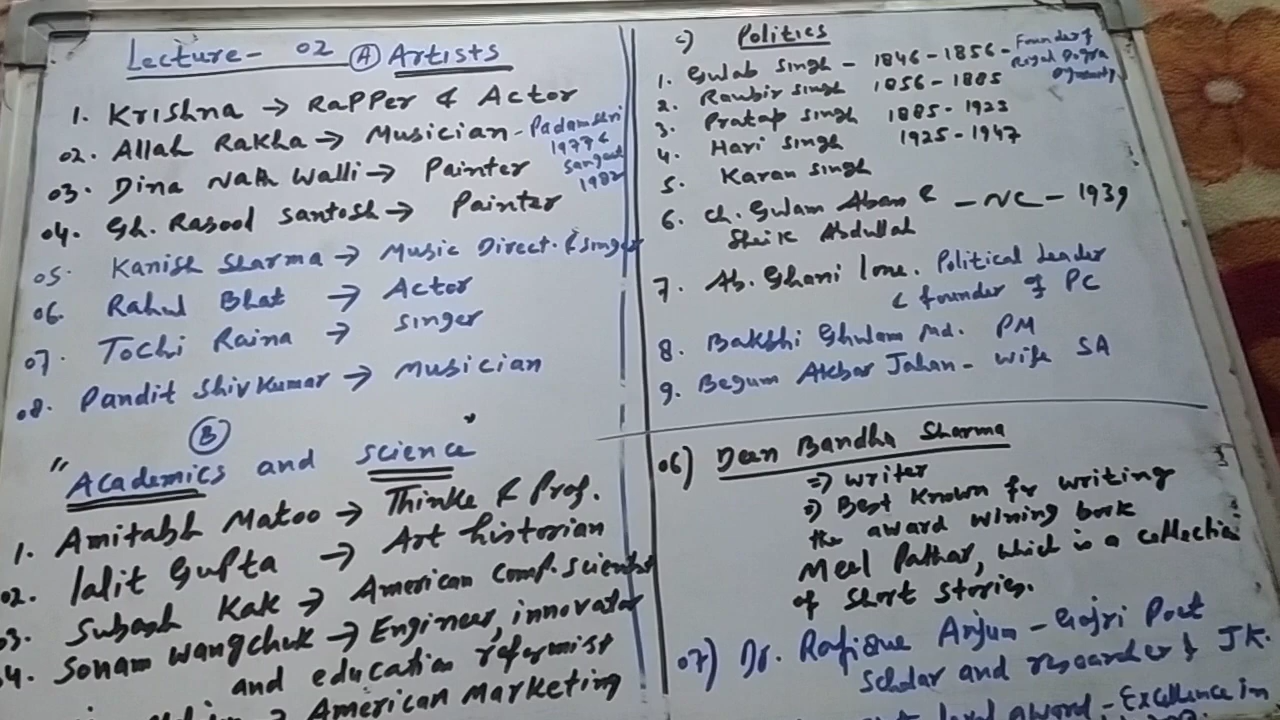 Lecture - 02 (A) Artists
1. Krishna → Rapper & Actor
02. Allah Rakha → Musician - Padamshri
1977 &
Sangeet
1982
03. Dina Nath Walli → Painter
04. Gh. Rasool Santosh → Painter
05. Kanish Sharma → Music Direct. & singer
06. Rahul Bhat → Actor
07. Tochi Raina → singer
08. Pandit Shiv Kumar → Musician
(B)
"Academics and science"
1. Amitabh Matoo → Thinke & Prof.
02. lalit Gupta → Art historian
03. Subash Kak → American Comp. scientist
04. Sonam wangchuk → Engineer, innovator
and education reformist
American marketing
c) Politics
1. Gulab singh - 1846 - 1856 - Founder of
Royal Dogra
Dynasty
2. Ranbir singh 1856 - 1885
3. Pratap singh 1885 - 1923
4. Hari singh 1925 - 1947
5. Karan singh
6. Ch. Gulam Abas & - NC - 1939
Sheik Abdullah
7. Ab. Ghani lone. Political Leader
& founder of PC
8. Bakshi Ghulam Md. PM
9. Begum Akbar Jahan - wife SA
06) Deen Bandhu Sharma
⇒ writer
⇒ Best Known for writing
the award wining book
Meel Pathar, which is a collection
of short stories.
07) Dr. Rafique Anjum - Gojri Poet
Scholar and researcher of JK.
level award - Excellence in